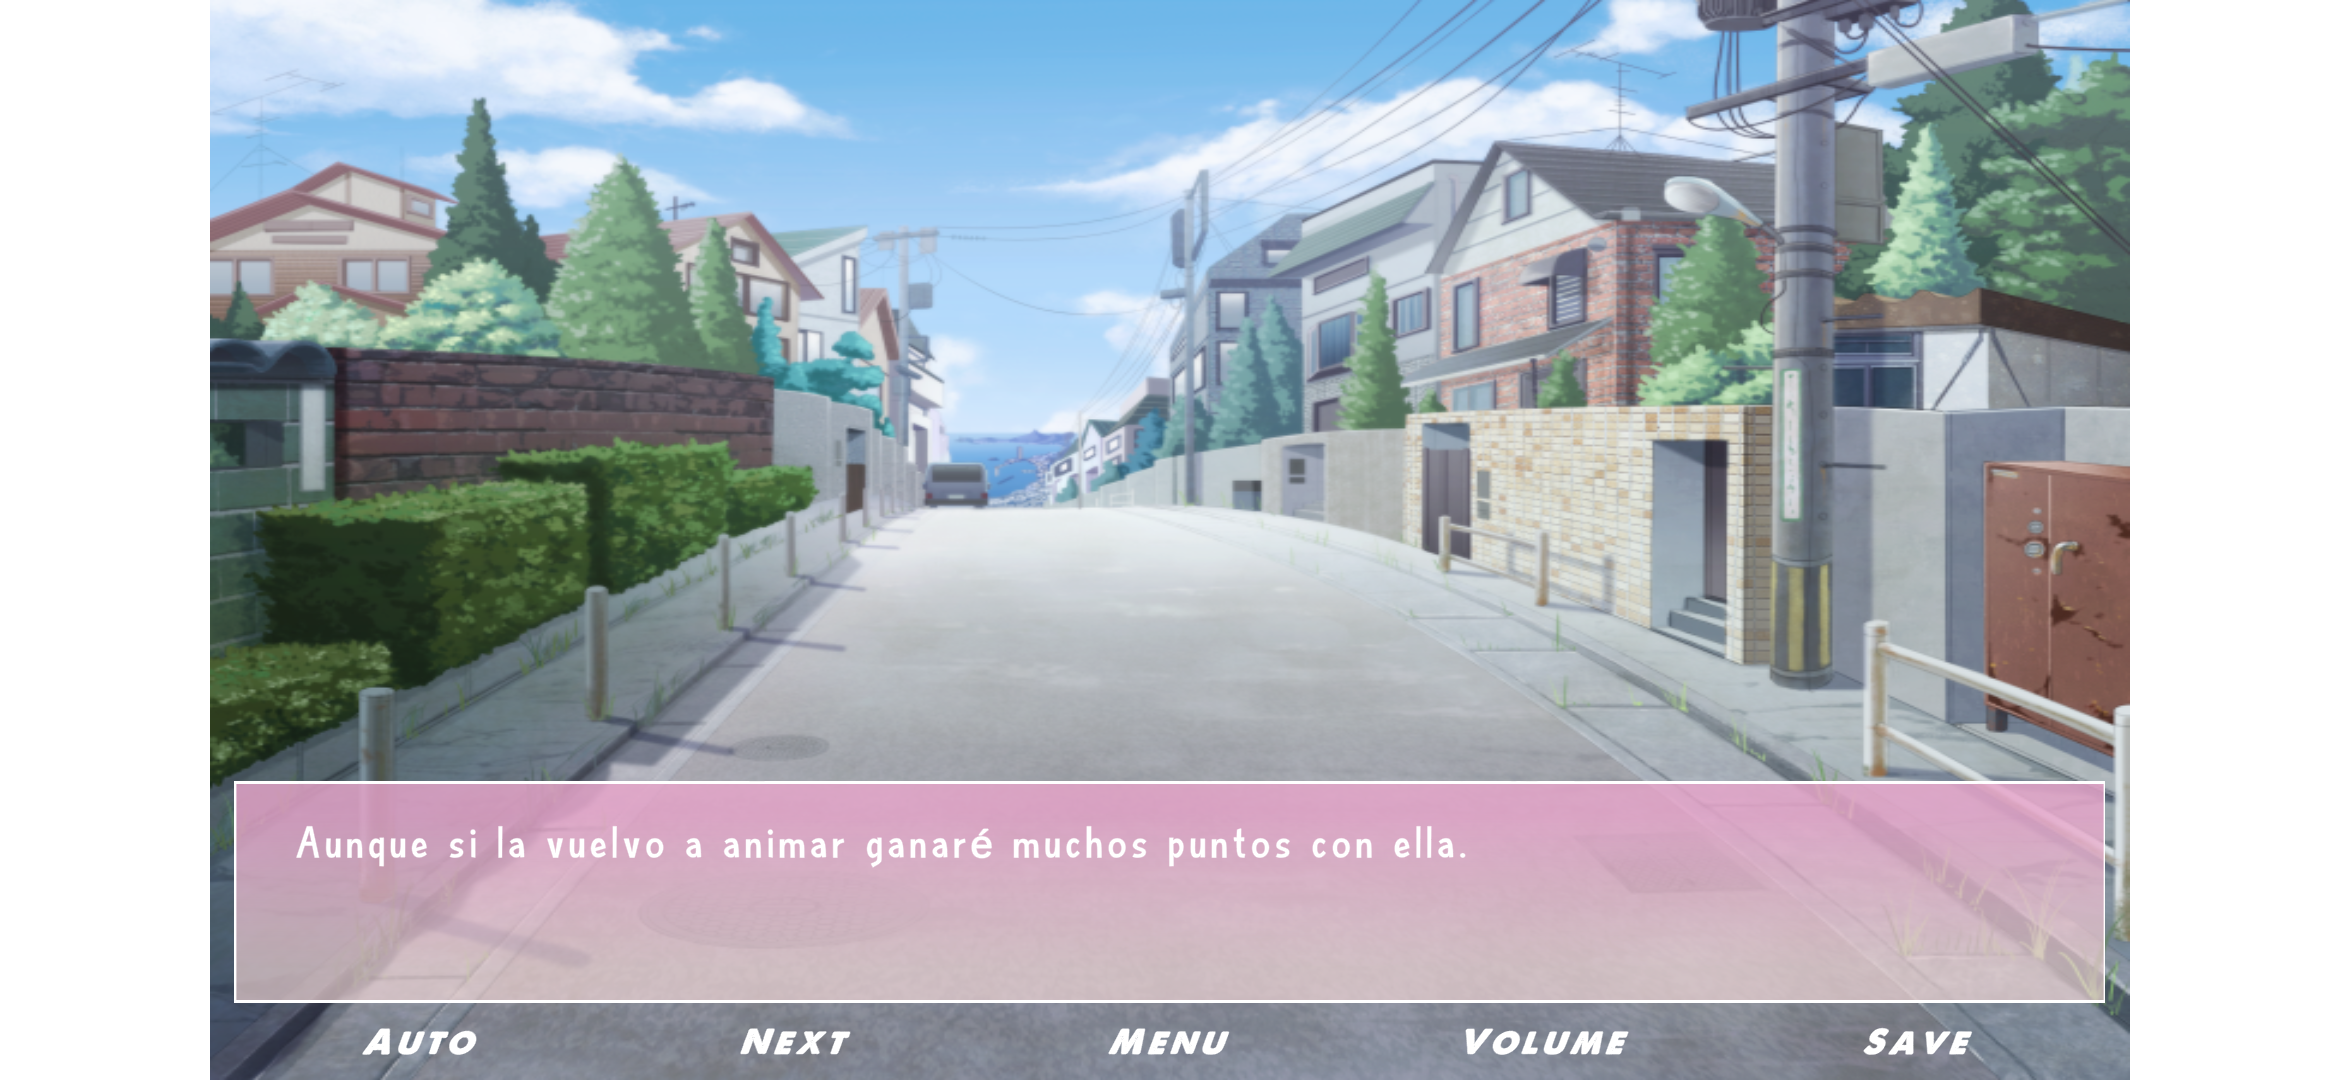 Aunque si la vuelvo a animar ganaré muchos puntos con ella.
AUTO NEXT MENU VOLUME SAVE